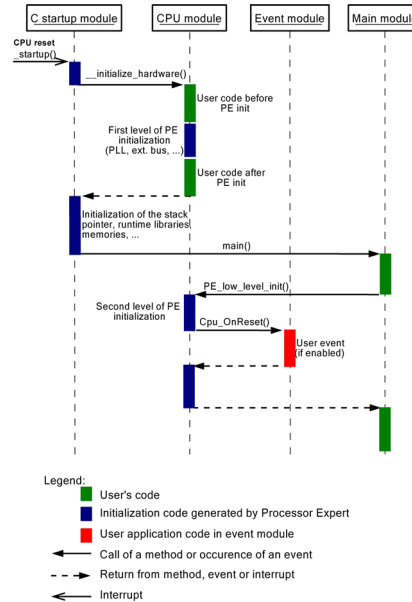 C startup module
CPU module
Event module
Main module
CPU reset
_startup()
__initialize_hardware()
User code before
PE init
First level of PE
initialization
(PLL, ext. bus, ...)
User code after
PE init
Initialization of the stack
pointer, runtime libraries,
memories, ...
main()
PE_low_level_init()
Second level of PE
initialization
Cpu_OnReset()
User event
(if enabled)
Legend:
User's code
Initialization code generated by Processor Expert
User application code in event module
Call of a method or occurence of an event
Return from method, event or interrupt
Interrupt